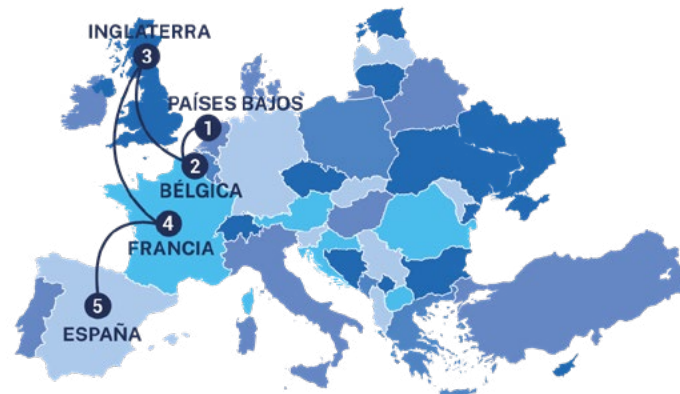 INGLATERRA
3
PAÍSES BAJOS
1
2
BÉLGICA
4
FRANCIA
5
ESPAÑA